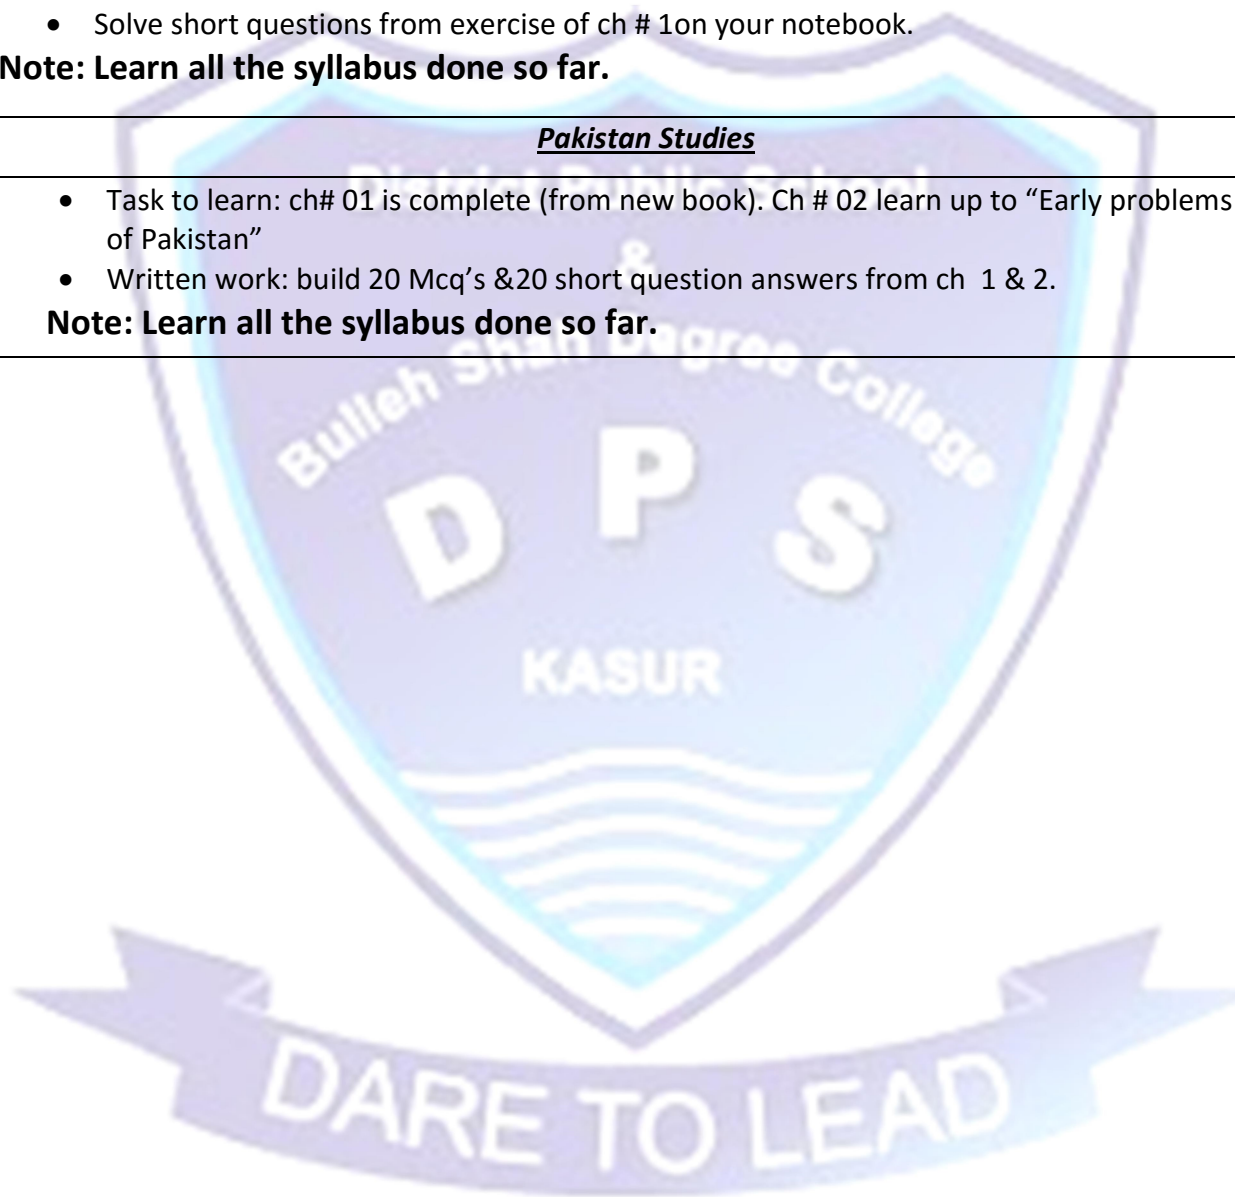 • Solve short questions from exercise of ch # 1on your notebook.
Note: Learn all the syllabus done so far.
Pakistan Studies
• Task to learn: ch# 01 is complete (from new book). Ch # 02 learn up to “Early problems
of Pakistan”
• Written work: build 20 Mcq’s &20 short question answers from ch 1 & 2.
Note: Learn all the syllabus done so far.
District Public School
&
Bulleh Shah Degree College
D P S
KASUR
DARE TO LEAD